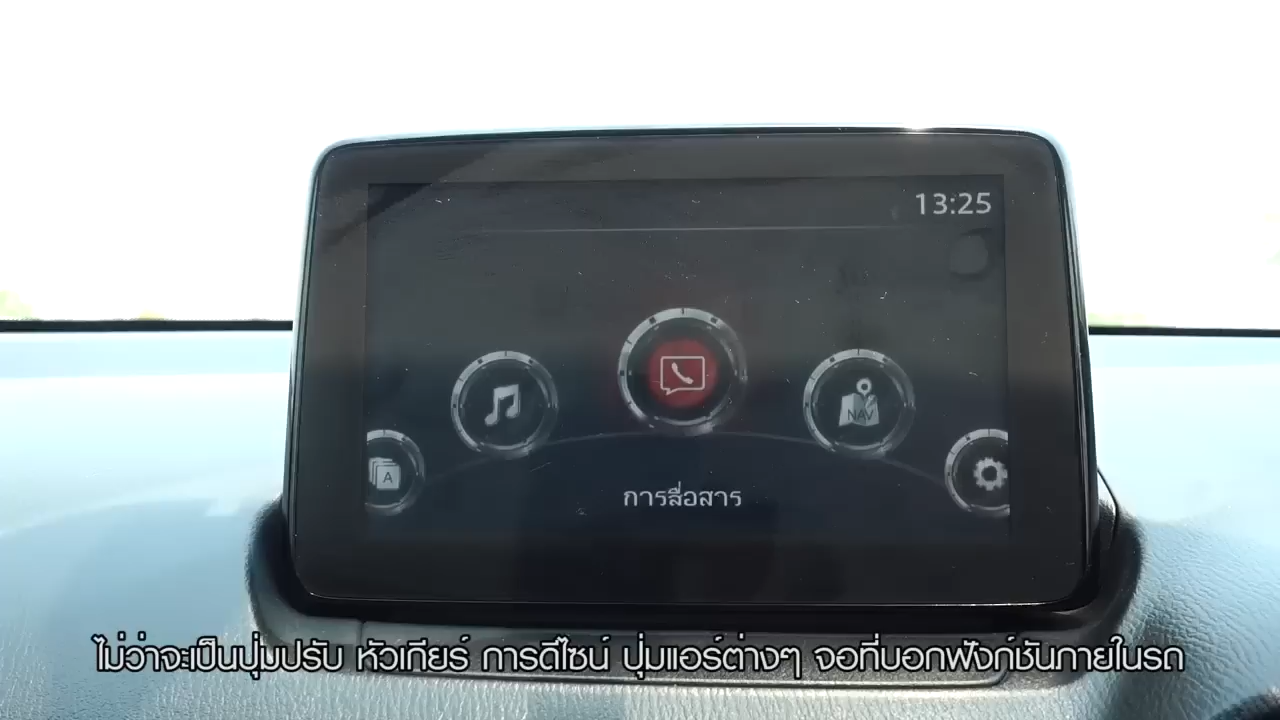 13:25
NAV
A
การสื่อสาร
ไม่ว่าจะเป็นปุ่มปรับ หัวเกียร์ การดีไซน์ ปุ่มแอร์ต่างๆ จอที่บอกฟังก์ชันภายในรถ